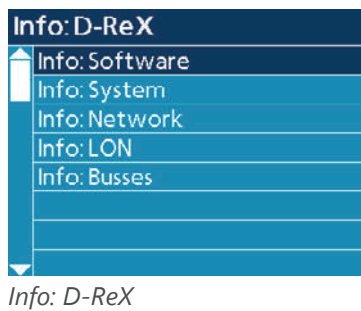 Info: D-ReX
Info: Software
Info: System
Info: Network
Info: LON
Info: Busses
Info: D-ReX